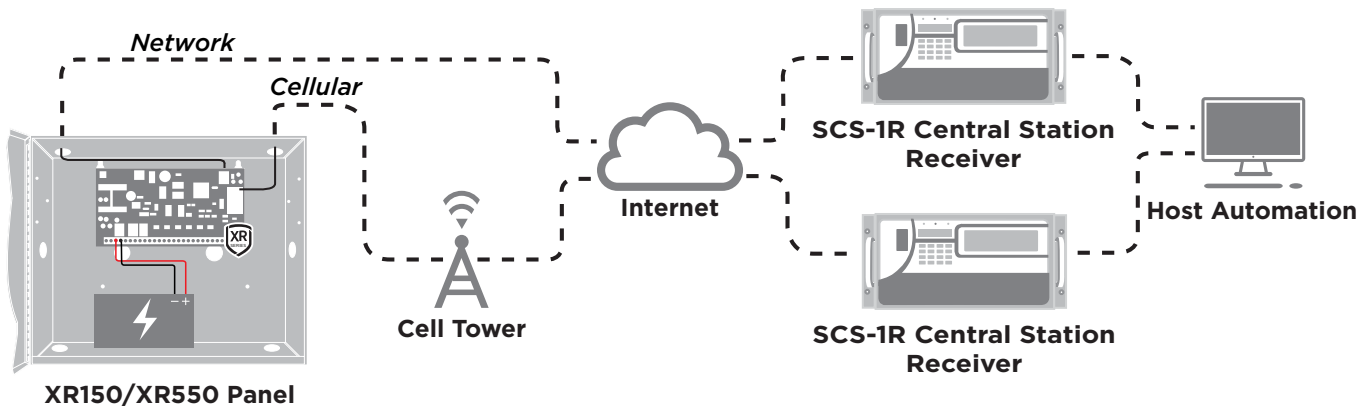 Network
Cellular
XR
SERIES
− +
XR150/XR550 Panel
Cell Tower
Internet
SCS-1R Central Station
Receiver
SCS-1R Central Station
Receiver
Host Automation